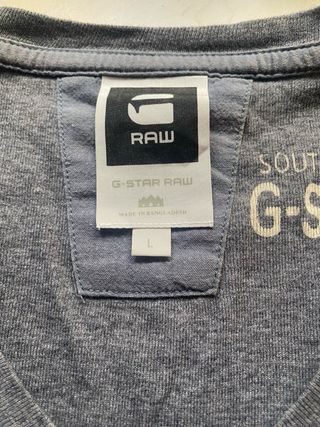 RAW
G-STAR RAW
MADE IN BANGLADESH
L
SOUT
G-S